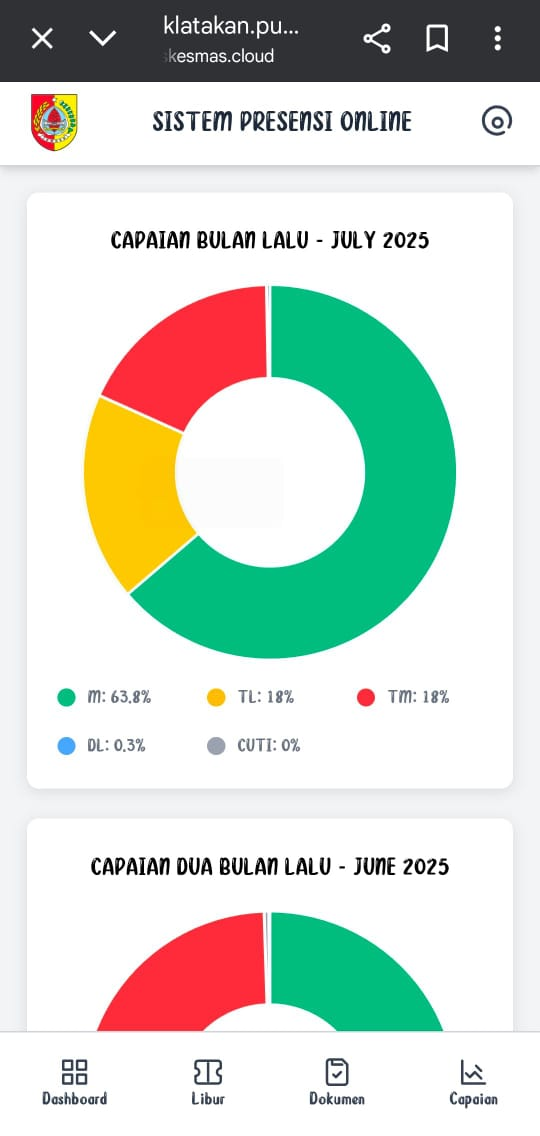 klatakan.pu...
kesmas.cloud
SISTEM PRESENSI ONLINE
CAPAIAN BULAN LALU - JULY 2025
M: 63,8%
TL: 18%
TM: 18%
DL: 0,3%
CUTI: 0%
CAPAIAN DUA BULAN LALU - JUNE 2025
Dashboard
Libur
Dokumen
Capaian